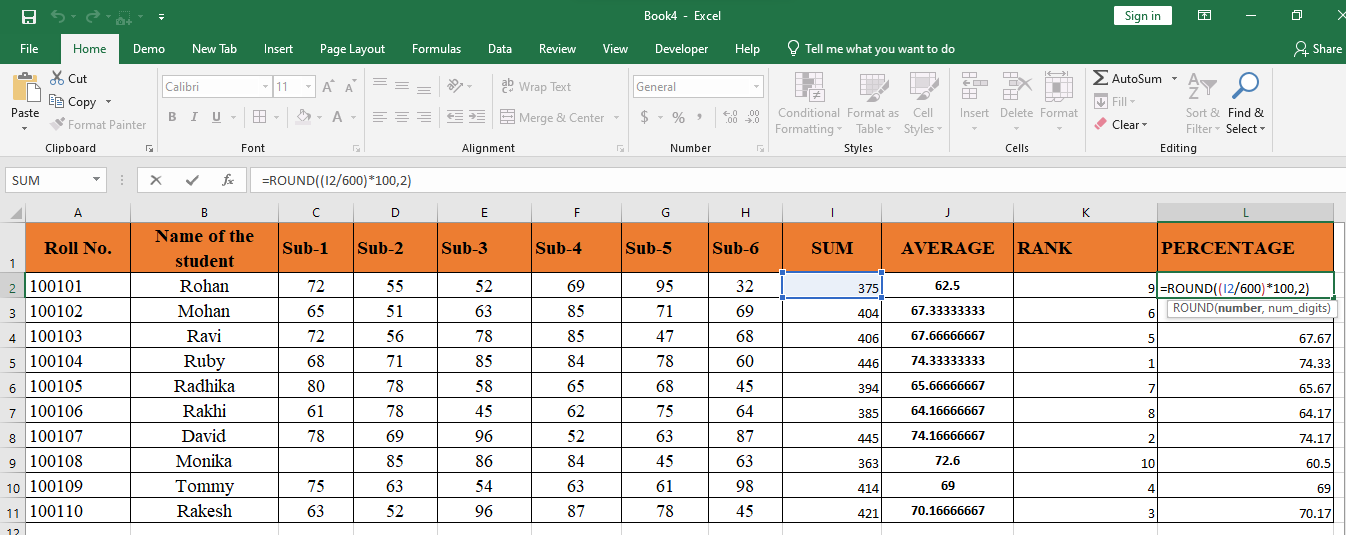 Book4 - Excel
Sign in
File Home Demo New Tab Insert Page Layout Formulas Data Review View Developer Help Tell me what you want to do Share
Paste
Cut
Copy
Format Painter
Clipboard
Calibri 11
B I U A A A
Font
ab c Wrap Text
Merge & Center
Alignment
General
$ % , .00 .0
Number
Conditional Formatting
Format as Table
Cell Styles
Styles
Insert Delete Format
Cells
Σ AutoSum
Fill
Clear
Sort & Filter
Find & Select
Editing
SUM fx =ROUND((I2/600)*100,2)
A B C D E F G H I J K L
1 Roll No. Name of the student Sub-1 Sub-2 Sub-3 Sub-4 Sub-5 Sub-6 SUM AVERAGE RANK PERCENTAGE
2 100101 Rohan 72 55 52 69 95 32 375 62.5 9 =ROUND((I2/600)*100,2)
ROUND(number, num_digits)
3 100102 Mohan 65 51 63 85 71 69 404 67.33333333 6
4 100103 Ravi 72 56 78 85 47 68 406 67.66666667 5 67.67
5 100104 Ruby 68 71 85 84 78 60 446 74.33333333 1 74.33
6 100105 Radhika 80 78 58 65 68 45 394 65.66666667 7 65.67
7 100106 Rakhi 61 78 45 62 75 64 385 64.16666667 8 64.17
8 100107 David 78 69 96 52 63 87 445 74.16666667 2 74.17
9 100108 Monika 85 86 84 45 63 363 72.6 10 60.5
10 100109 Tommy 75 63 54 63 61 98 414 69 4 69
11 100110 Rakesh 63 52 96 87 78 45 421 70.16666667 3 70.17
12